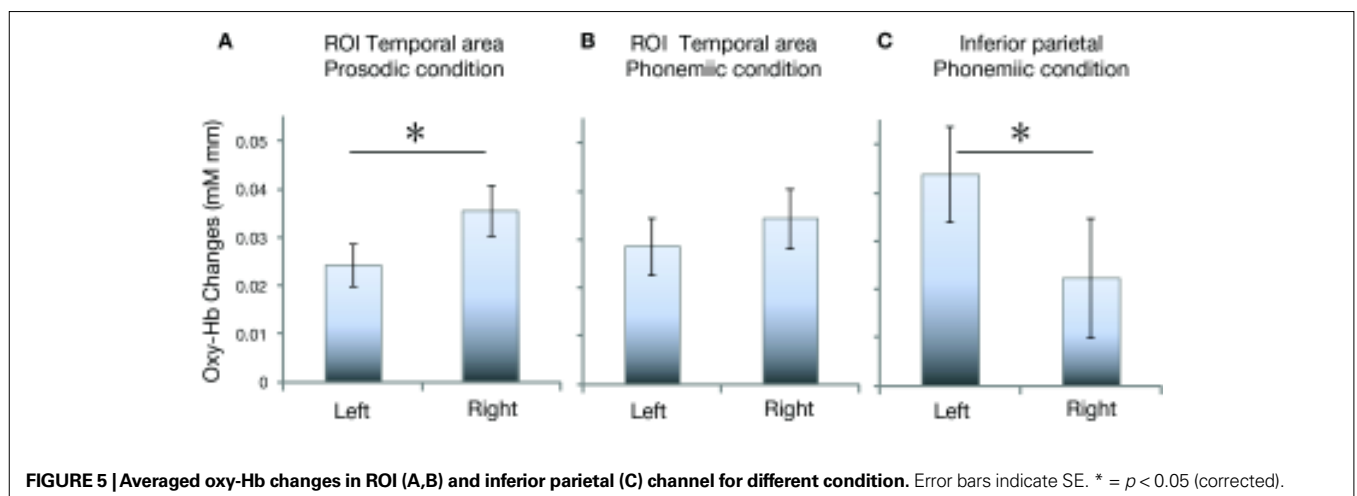 A
ROI Temporal area
Prosodic condition
B
ROI Temporal area
Phonemiic condition
C
Inferior parietal
Phonemiic condition
Oxy-Hb Changes (mM mm)
0.05
0.04
0.03
0.02
0.01
0
*
*
Left Right
Left Right
Left Right
FIGURE 5 | Averaged oxy-Hb changes in ROI (A,B) and inferior parietal (C) channel for different condition. Error bars indicate SE. * = p < 0.05 (corrected).